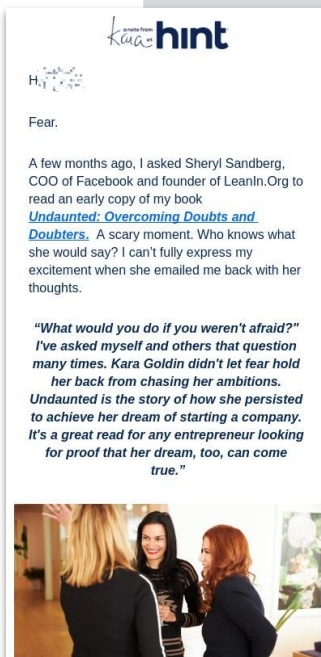 a note from
kara at hint
H
Fear.
A few months ago, I asked Sheryl Sandberg,
COO of Facebook and founder of LeanIn.Org to
read an early copy of my book
Undaunted: Overcoming Doubts and
Doubters.  A scary moment. Who knows what
she would say? I can’t fully express my
excitement when she emailed me back with her
thoughts.
“What would you do if you weren't afraid?"
I've asked myself and others that question
many times. Kara Goldin didn't let fear hold
her back from chasing her ambitions.
Undaunted is the story of how she persisted
to achieve her dream of starting a company.
It's a great read for any entrepreneur looking
for proof that her dream, too, can come
true.”